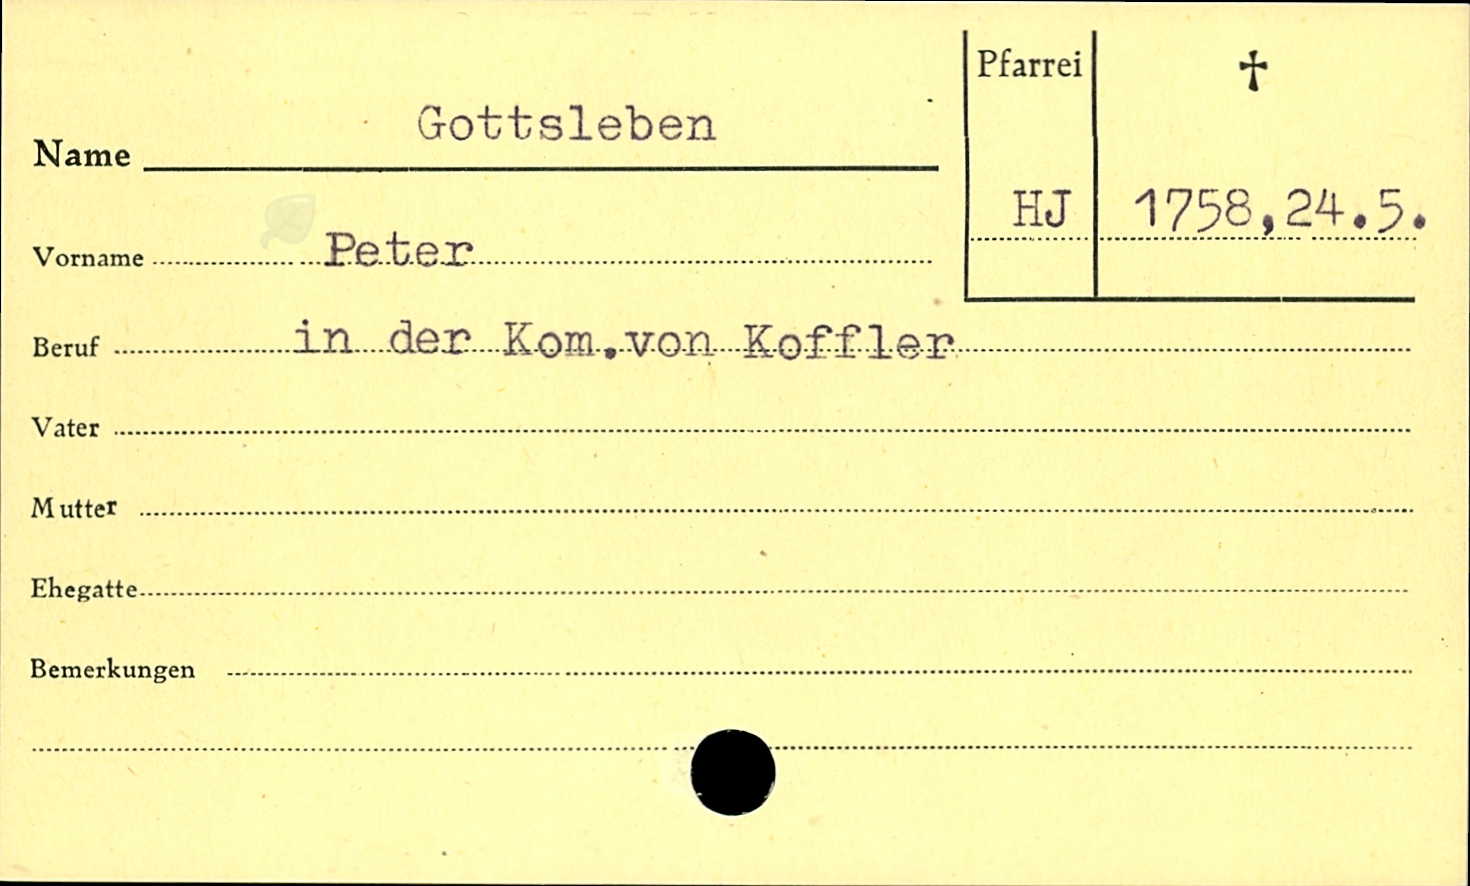 Pfarrei †
Name Gottsleben
HJ 1758,24.5.
Vorname Peter
Beruf in der Kom.von Koffler
Vater
Mutter
Ehegatte
Bemerkungen